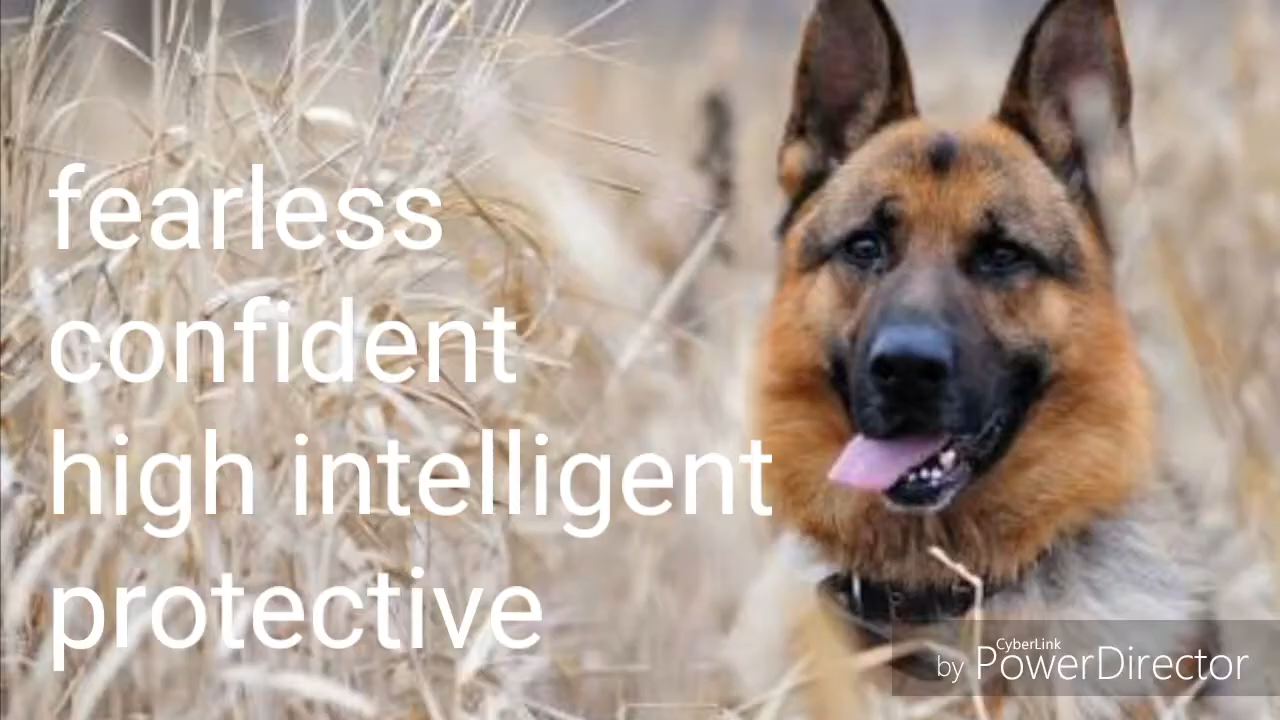 fearless
confident
high intelligent
protective
CyberLink
by PowerDirector